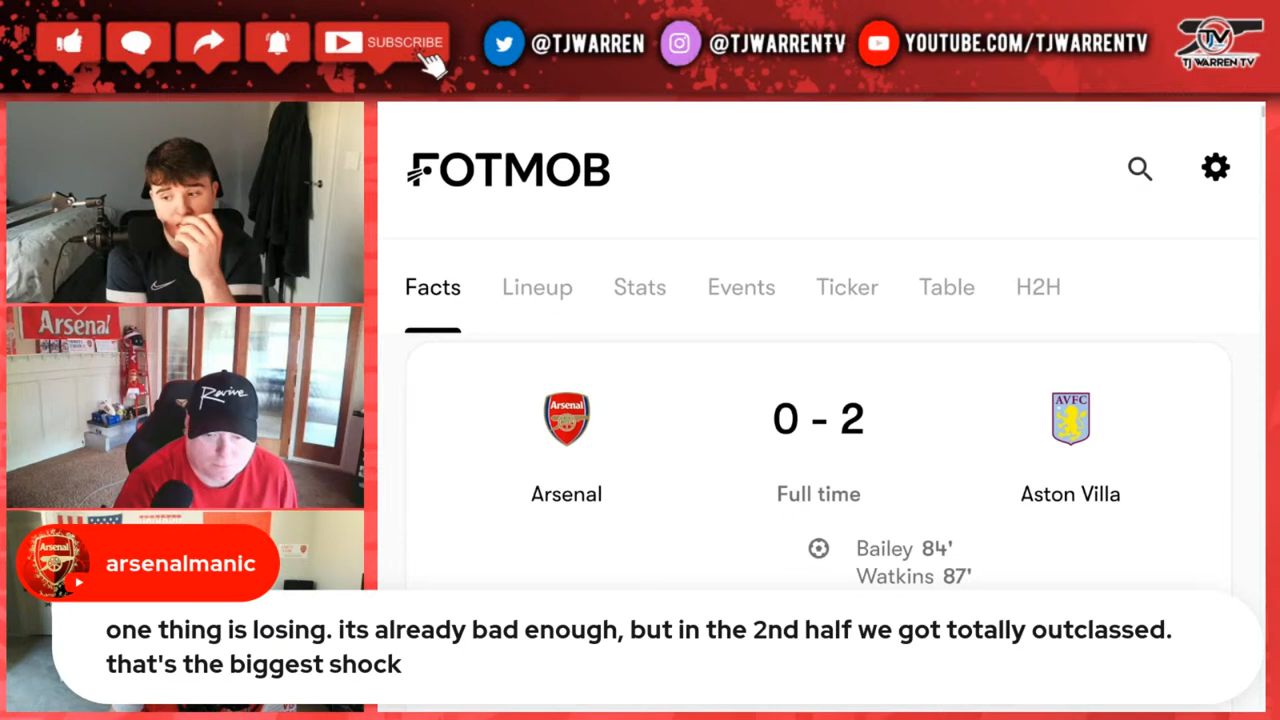 SUBSCRIBE
@TJWARREN
@TJWARRENTV
YOUTUBE.COM/TJWARRENTV
TJ WARREN TV
FOTMOB
Facts Lineup Stats Events Ticker Table H2H
Arsenal
Revive
Arsenal
AVFC
0 - 2
Arsenal
Full time
Aston Villa
Bailey 84'
Watkins 87'
Arsenal
arsenalmanic
one thing is losing. its already bad enough, but in the 2nd half we got totally outclassed.
that's the biggest shock